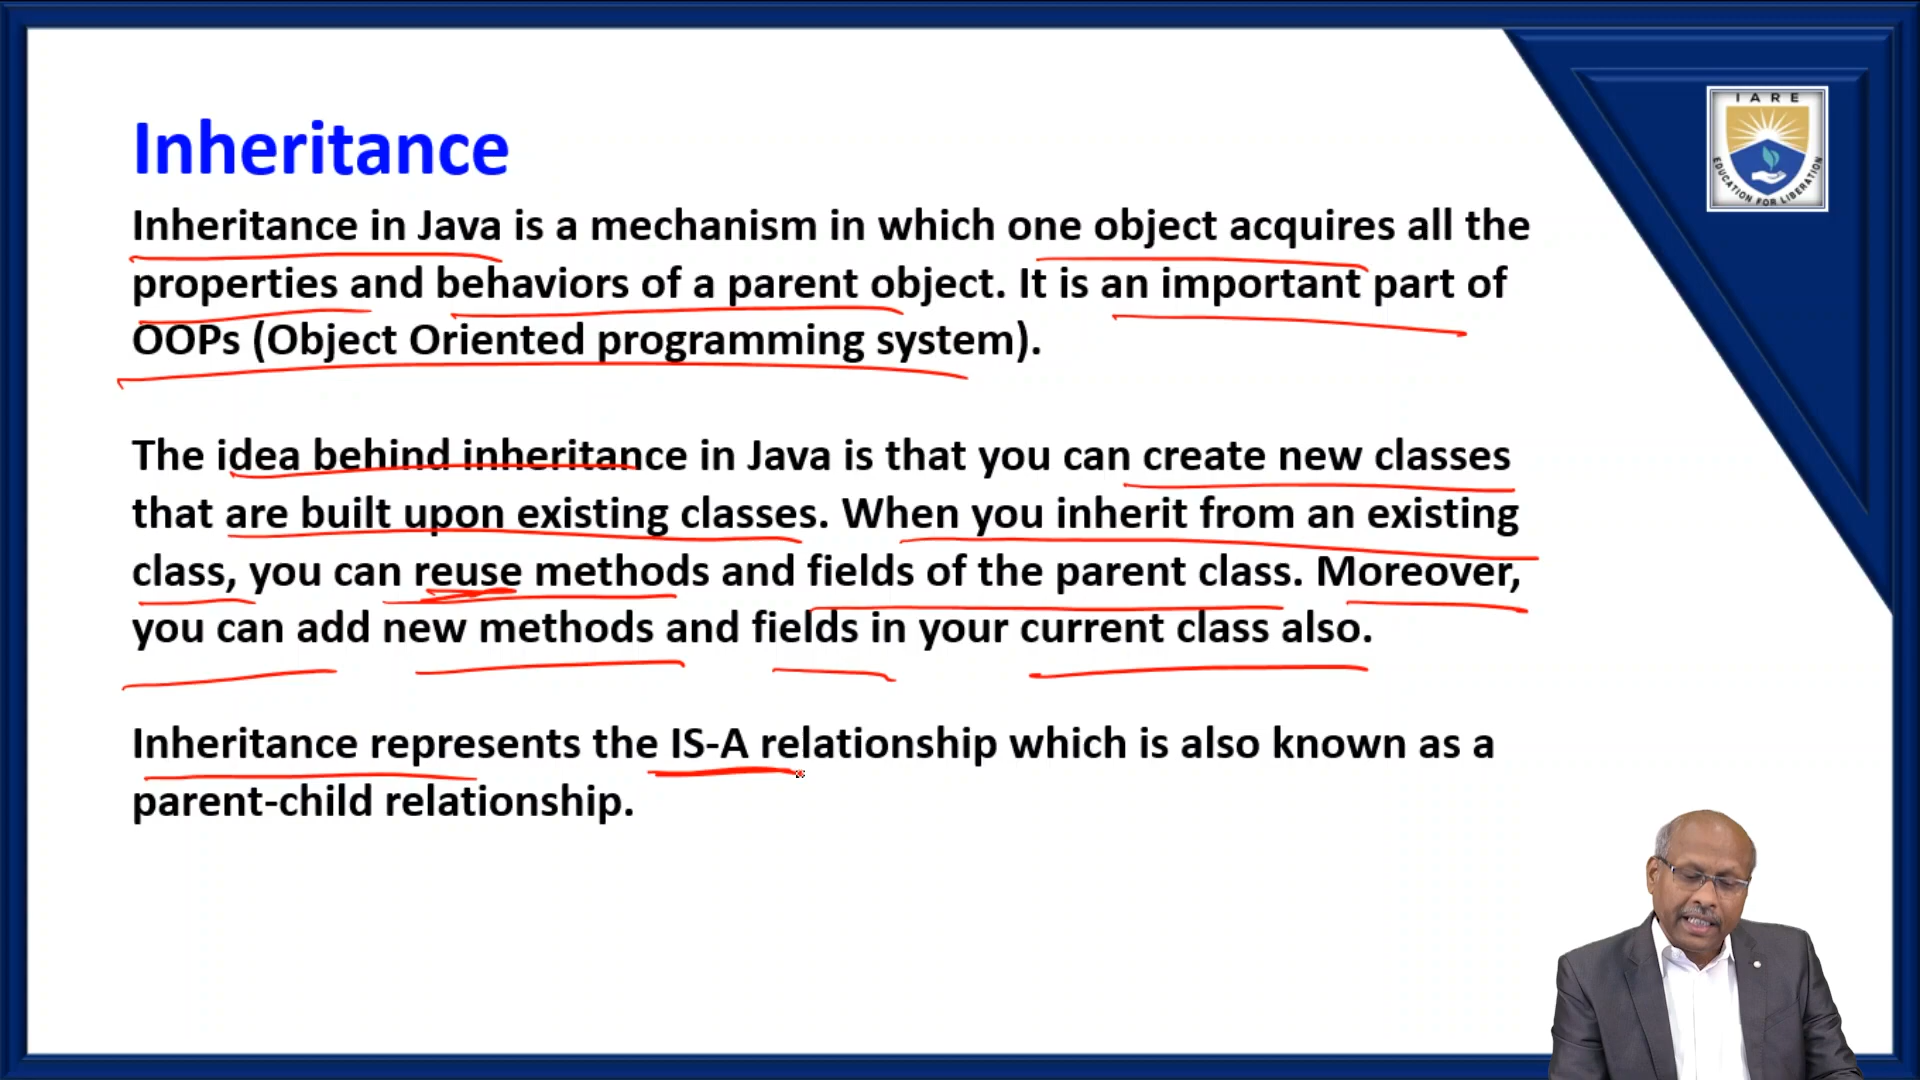 IARE
EDUCATION FOR LIBERATION
Inheritance
Inheritance in Java is a mechanism in which one object acquires all the
properties and behaviors of a parent object. It is an important part of
OOPs (Object Oriented programming system).
The idea behind inheritance in Java is that you can create new classes
that are built upon existing classes. When you inherit from an existing
class, you can reuse methods and fields of the parent class. Moreover,
you can add new methods and fields in your current class also.
Inheritance represents the IS-A relationship which is also known as a
parent-child relationship.